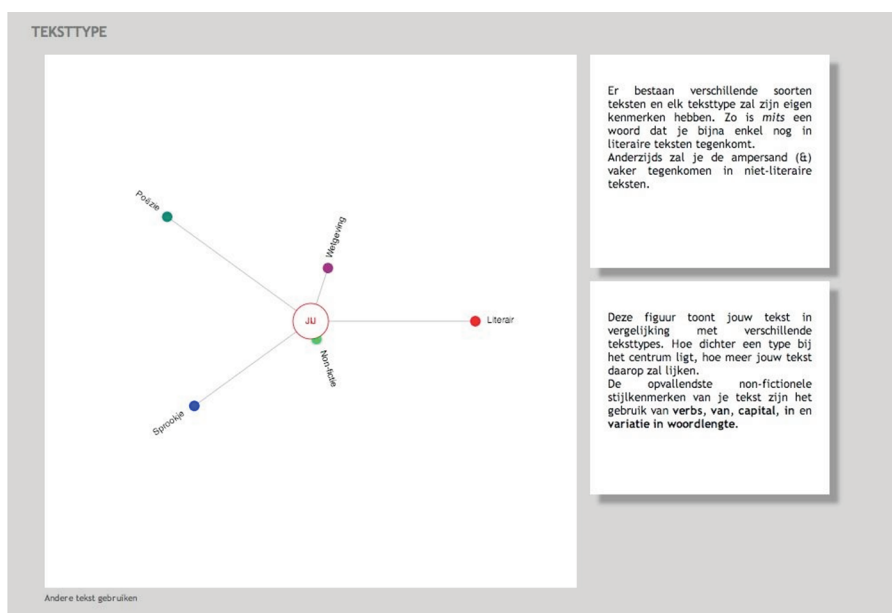 TEKSTTYPE
Poëzie
Wetgeving
JIJ
Literair
Non-fictie
Sprookje
Er bestaan verschillende soorten
teksten en elk teksttype zal zijn eigen
kenmerken hebben. Zo is mits een
woord dat je bijna enkel nog in
literaire teksten tegenkomt.
Anderzijds zal je de ampersand (&)
vaker tegenkomen in niet-literaire
teksten.
Deze figuur toont jouw tekst in
vergelijking met verschillende
teksttypes. Hoe dichter een type bij
het centrum ligt, hoe meer jouw tekst
daarop zal lijken.
De opvallendste non-fictionele
stijlkenmerken van je tekst zijn het
gebruik van verbs, van, capital, in en
variatie in woordlengte.
Andere tekst gebruiken